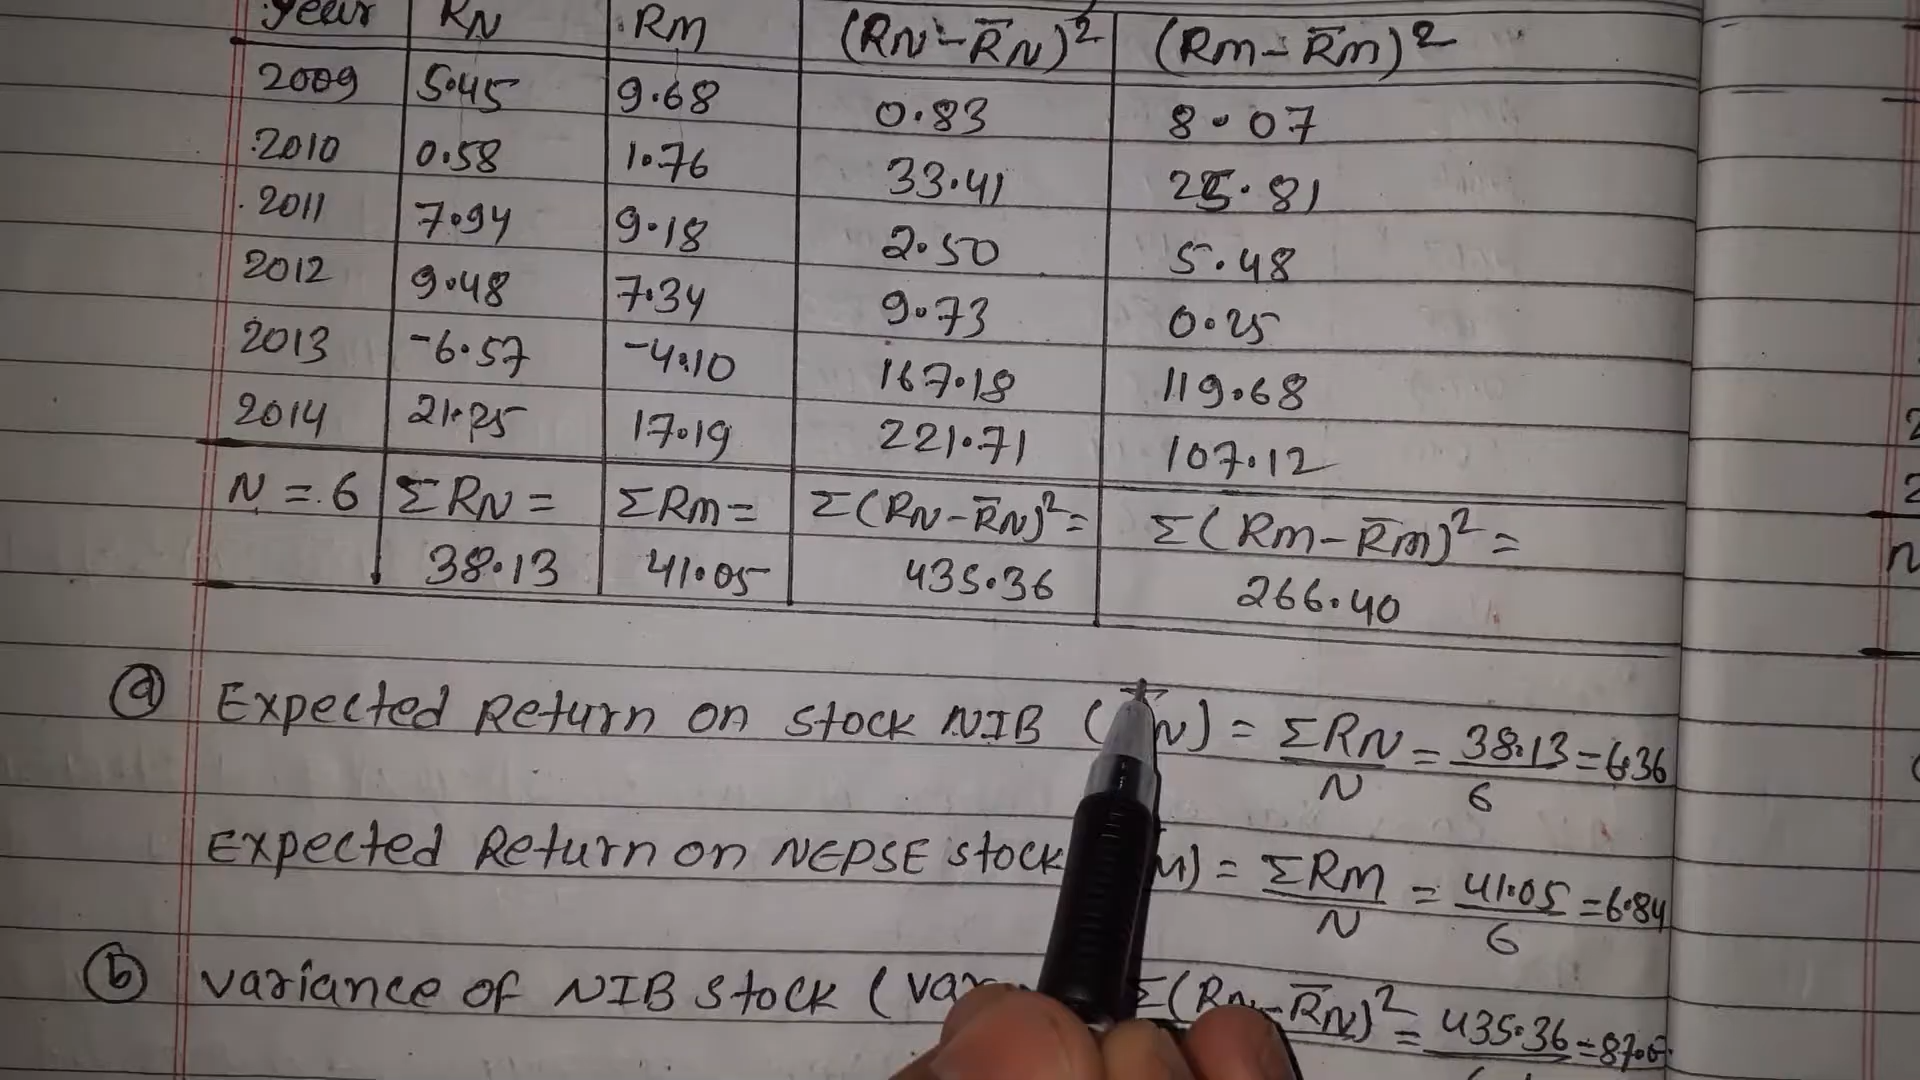 year RN RM (RN-R̄N)² (Rm-R̄m)²
2009 5.45 9.68 0.83 8.07
2010 0.58 1.76 33.41 25.81
2011 7.94 9.18 2.50 5.48
2012 9.48 7.34 9.73 0.25
2013 -6.57 -4.10 167.18 119.68
2014 21.25 17.19 221.71 107.12
N = 6 ΣRN = ΣRm = Σ(RN-R̄N)² = Σ(Rm-R̄m)² =
38.13 41.05 435.36 266.40
(a) Expected Return on stock NIB ( N) = ΣRN/N = 38.13/6 = 6.36
Expected Return on NEPSE stock M) = ΣRM/N = 41.05/6 = 6.84
(b) variance of NIB stock ( Σ(RN-R̄N)² = 435.36 = 87.0